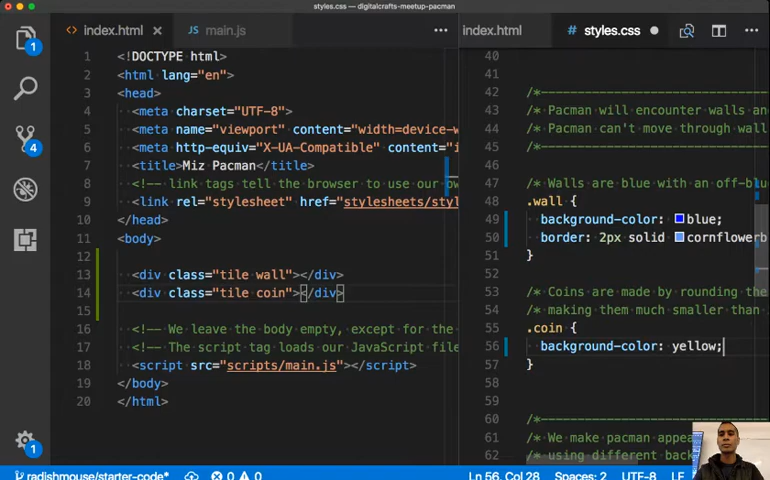 styles.css — digitalcrafts-meetup-pacman
index.html
main.js
index.html
styles.css
1 <!DOCTYPE html>
2 <html lang="en">
3 <head>
4 <meta charset="UTF-8">
5 <meta name="viewport" content="width=device-w
6 <meta http-equiv="X-UA-Compatible" content="i
7 <title>Miz Pacman</title>
8 <!-- link tags tell the browser to use our ow
9 <link rel="stylesheet" href="stylesheets/styl
10 </head>
11 <body>
12
13 <div class="tile wall"></div>
14 <div class="tile coin"></div>
15
16 <!-- We leave the body empty, except for the
17 <!-- The script tag loads our JavaScript file
18 <script src="scripts/main.js"></script>
19 </body>
20 </html>
40
41
42 /*
43 /* Pacman will encounter walls an
44 /* Pacman can't move through wall
45 /*
46
47 /* Walls are blue with an off-blu
48 .wall {
49 background-color: blue;
50 border: 2px solid cornflowerb
51 }
52
53 /* Coins are made by rounding the
54 /* making them much smaller than
55 .coin {
56 background-color: yellow;
57 }
58
59
60 /*
61 /* We make pacman appea
62 /* using different back
1
4
1
radishmouse/starter-code*
0
0
Ln 56, Col 28
Spaces: 2
UTF-8
LF